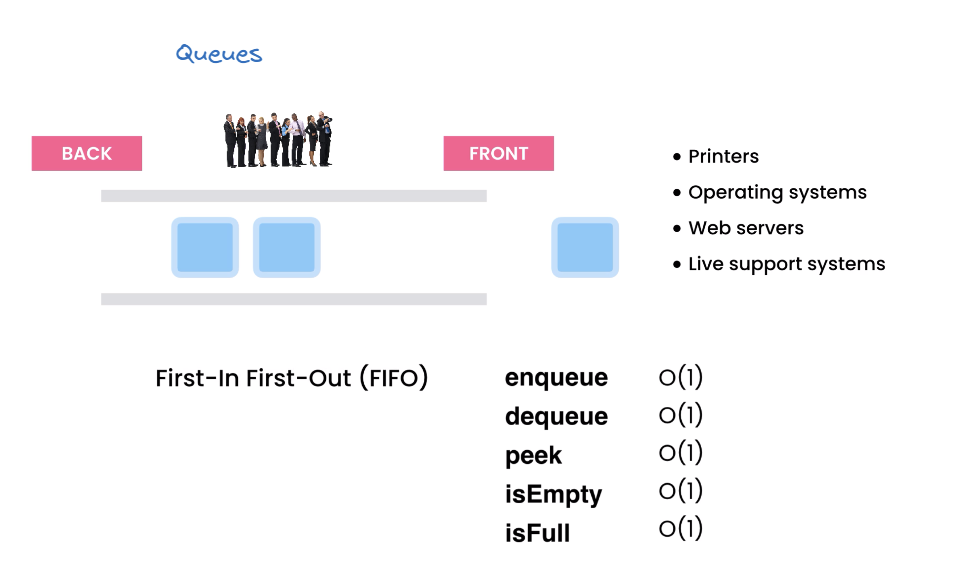 Queues
BACK
FRONT
• Printers
• Operating systems
• Web servers
• Live support systems
First-In First-Out (FIFO)
enqueue O(1)
dequeue O(1)
peek O(1)
isEmpty O(1)
isFull O(1)